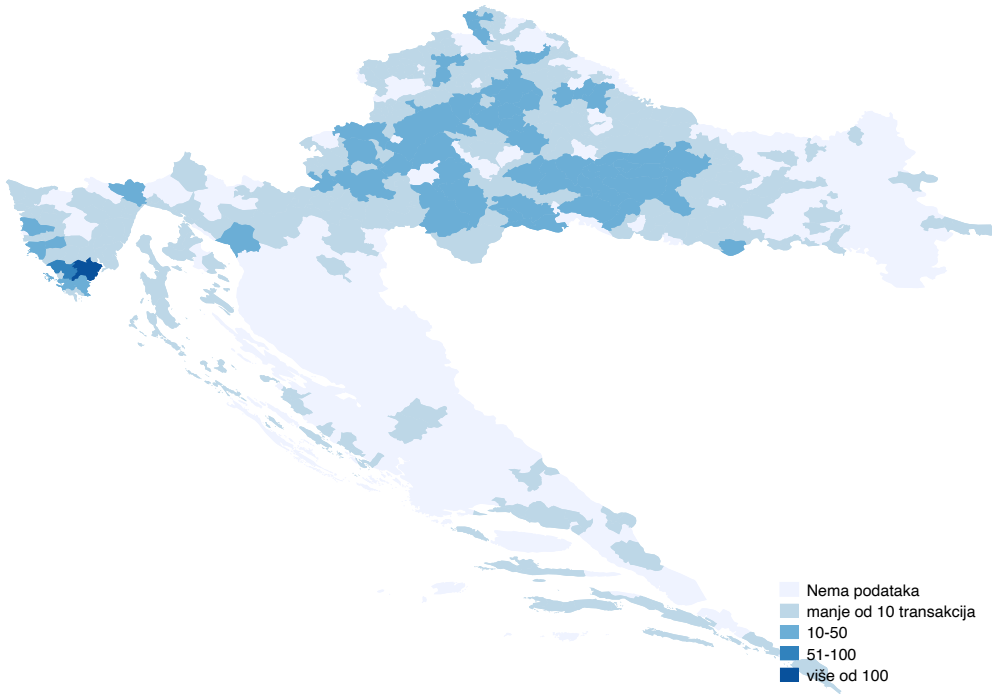 Nema podataka
manje od 10 transakcija
10-50
51-100
više od 100